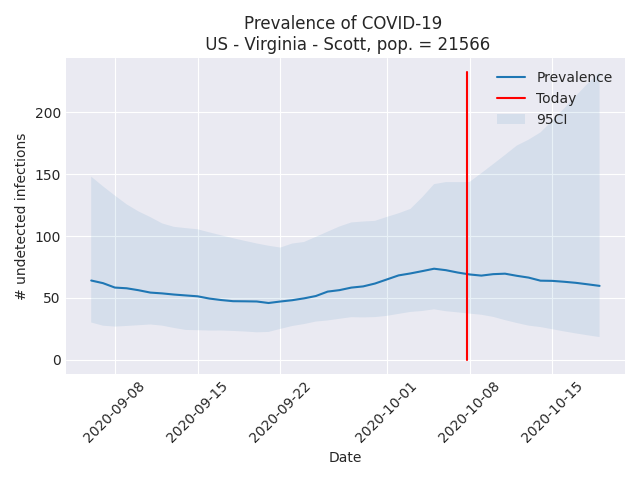 Prevalence of COVID-19
US - Virginia - Scott, pop. = 21566
Prevalence
Today
95CI
# undetected infections
200
150
100
50
0
2020-09-08
2020-09-15
2020-09-22
2020-10-01
2020-10-08
2020-10-15
Date